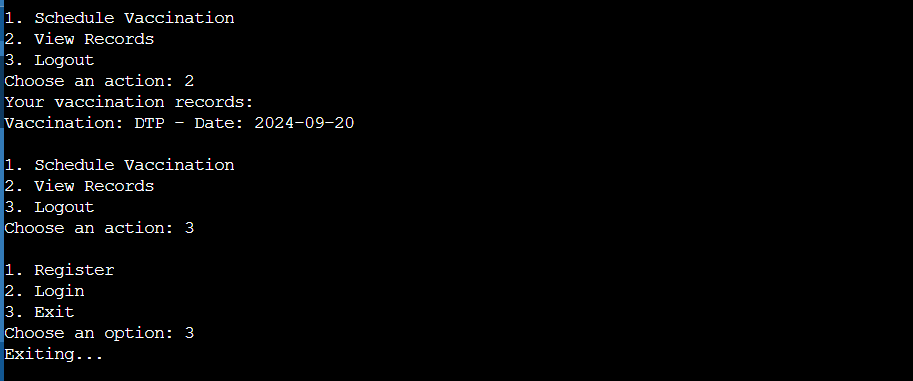 1. Schedule Vaccination
2. View Records
3. Logout
Choose an action: 2
Your vaccination records:
Vaccination: DTP - Date: 2024-09-20
1. Schedule Vaccination
2. View Records
3. Logout
Choose an action: 3
1. Register
2. Login
3. Exit
Choose an option: 3
Exiting...